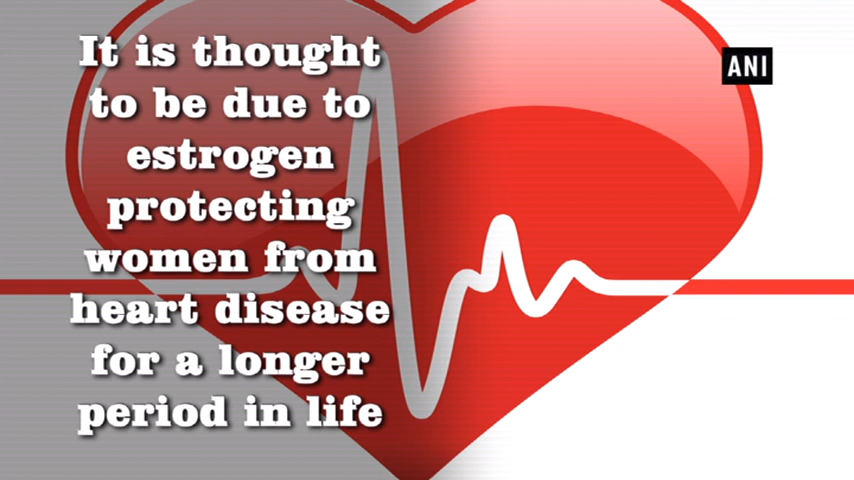 It is thought
to be due to
estrogen
protecting
women from
heart disease
for a longer
period in life
ANI